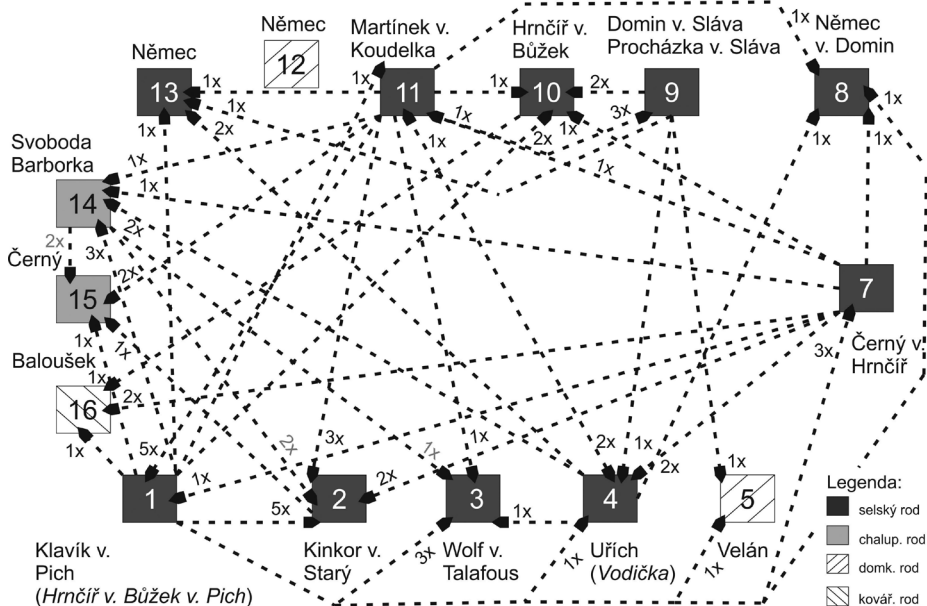 1x
Němec
12
Němec
13
Martínek v.
Koudelka
11
Hrnčíř v.
Bůžek
10
Domin v. Sláva
Procházka v. Sláva
9
Němec
v. Domin
8
1x
1x
1x
1x
2x
1x
1x
2x
1x
2x
1x
3x
1x
1x
1x
1x
Svoboda
Barborka
14
1x
1x
2x
Černý
15
2x
3x
2x
1x
1x
7
Černý v.
Hrnčíř
3x
Baloušek
16
1x
2x
1x
5x
1x
5x
2x
3x
2x
1x
1x
1x
2x
1x
2x
1x
1
2
3
4
5
Klavík v.
Pich
(Hrnčíř v. Bůžek v. Pich)
Kinkor v.
Starý
3x
Wolf v.
Talafous
1x
Uřích
(Vodička)
1x
Velán
Legenda:
selský rod
chalup. rod
domk. rod
kovář. rod